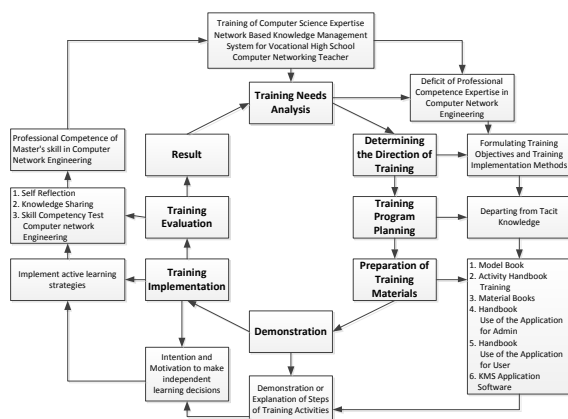 Training of Computer Science Expertise
Network Based Knowledge Management
System for Vocational High School
Computer Networking Teacher
Training Needs
Analysis
Deficit of Professional
Competence Expertise in
Computer Network
Engineering
Professional Competence of
Master's skill in Computer
Network Engineering
Result
Determining
the Direction of
Training
Formulating Training
Objectives and Training
Implementation Methods
1. Self Reflection
2. Knowledge Sharing
3. Skill Competency Test
Computer network
Engineering
Training
Evaluation
Training
Program
Planning
Departing from Tacit
Knowledge
Implement active learning
strategies
Training
Implementation
Preparation of
Training
Materials
1. Model Book
2. Activity Handbook
Training
3. Material Books
4. Handbook
Use of the Application
for Admin
5. Handbook
Use of the Application
for User
6. KMS Application
Software
Demonstration
Intention and
Motivation to make
independent
learning decisions
Demonstration or
Explanation of Steps
of Training Activities